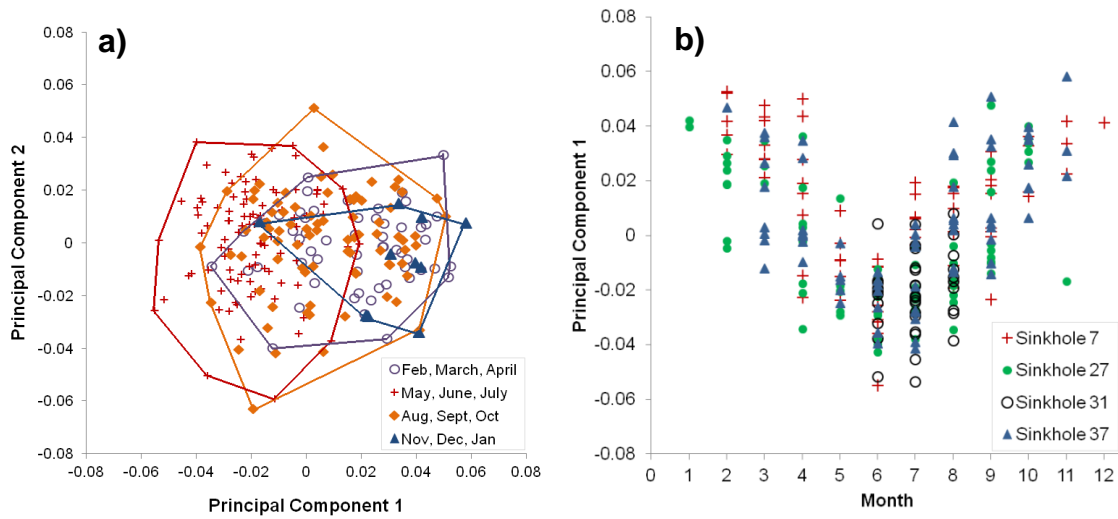 a)
0.08
0.06
0.04
0.02
0
-0.02
-0.04
-0.06
-0.08
Principal Component 2
-0.08 -0.06 -0.04 -0.02 0 0.02 0.04 0.06 0.08
Principal Component 1
Feb, March, April
May, June, July
Aug, Sept, Oct
Nov, Dec, Jan
b)
0.08
0.06
0.04
0.02
0
-0.02
-0.04
-0.06
-0.08
Principal Component 1
0 1 2 3 4 5 6 7 8 9 10 11 12
Month
Sinkhole 7
Sinkhole 27
Sinkhole 31
Sinkhole 37